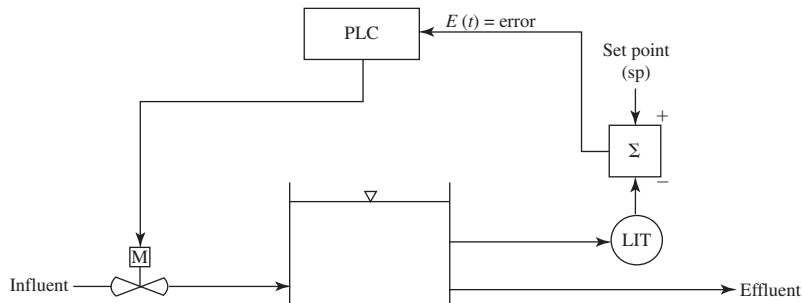 PLC
E (t) = error
Set point
(sp)
+
Σ
−
M
LIT
Influent
Effluent